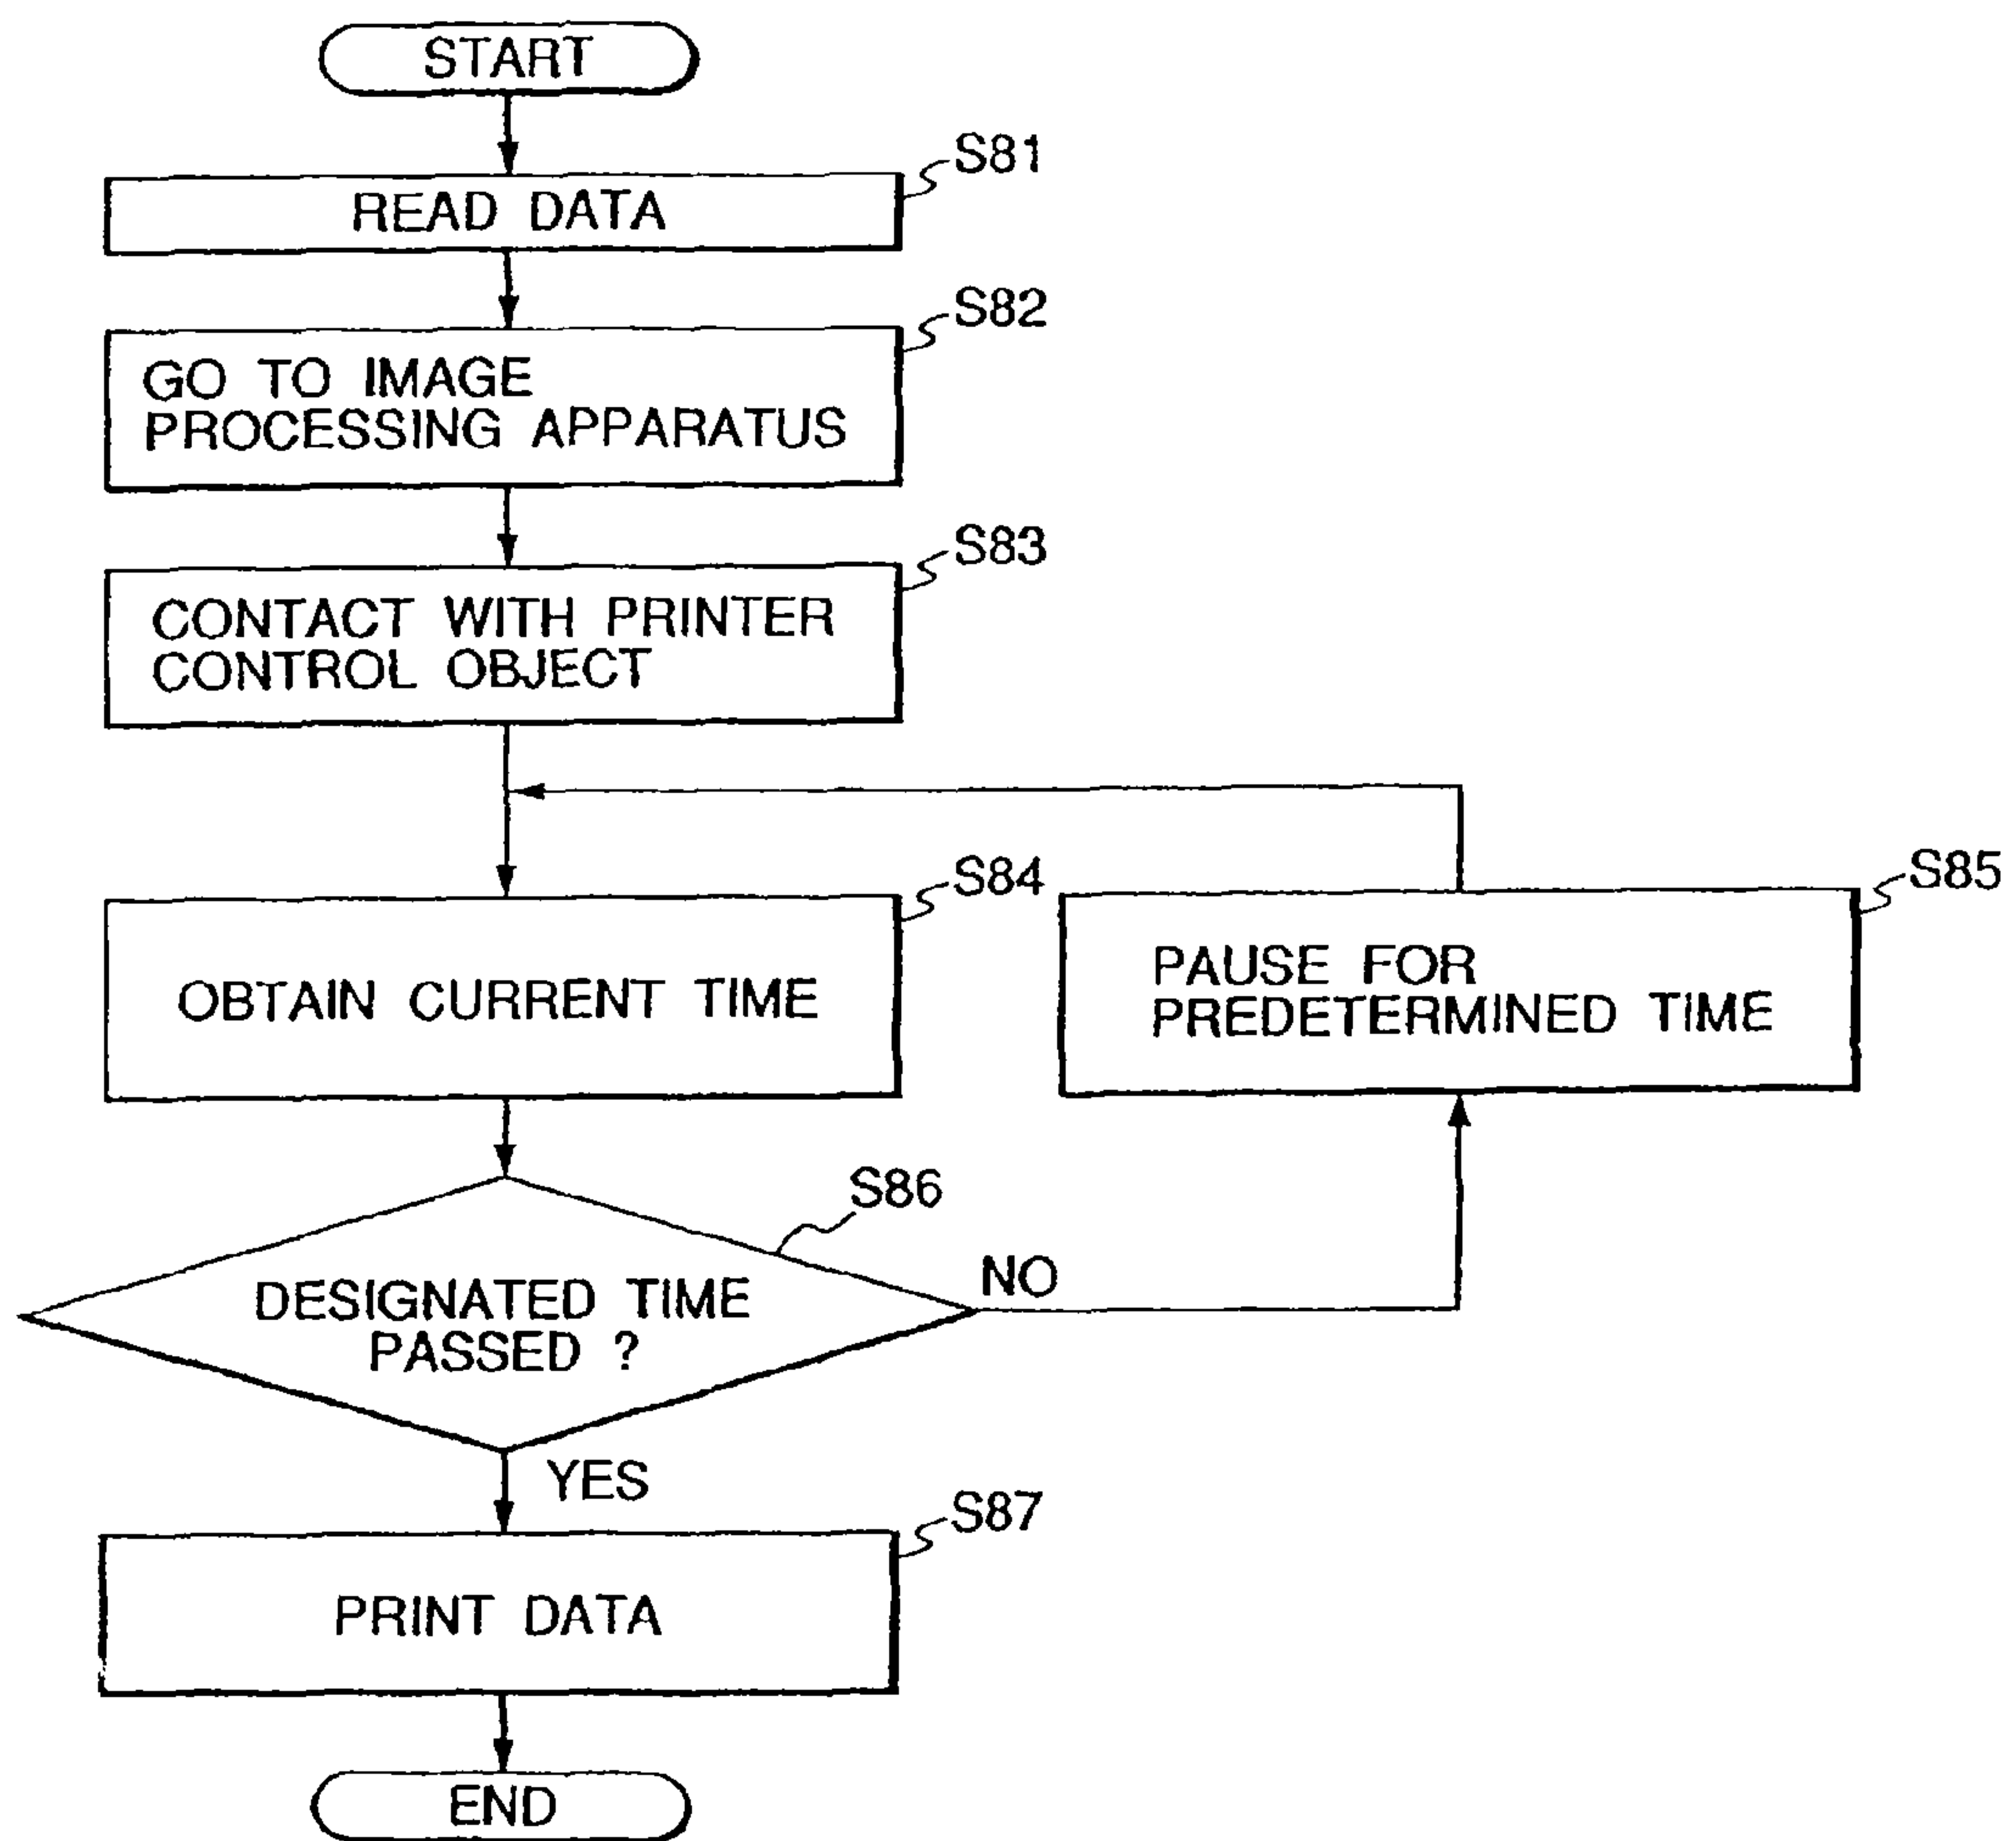 START
S81
READ DATA
S82
GO TO IMAGE
PROCESSING APPARATUS
S83
CONTACT WITH PRINTER
CONTROL OBJECT
S84
OBTAIN CURRENT TIME
S85
PAUSE FOR
PREDETERMINED TIME
S86
DESIGNATED TIME
PASSED ?
NO
YES
S87
PRINT DATA
END